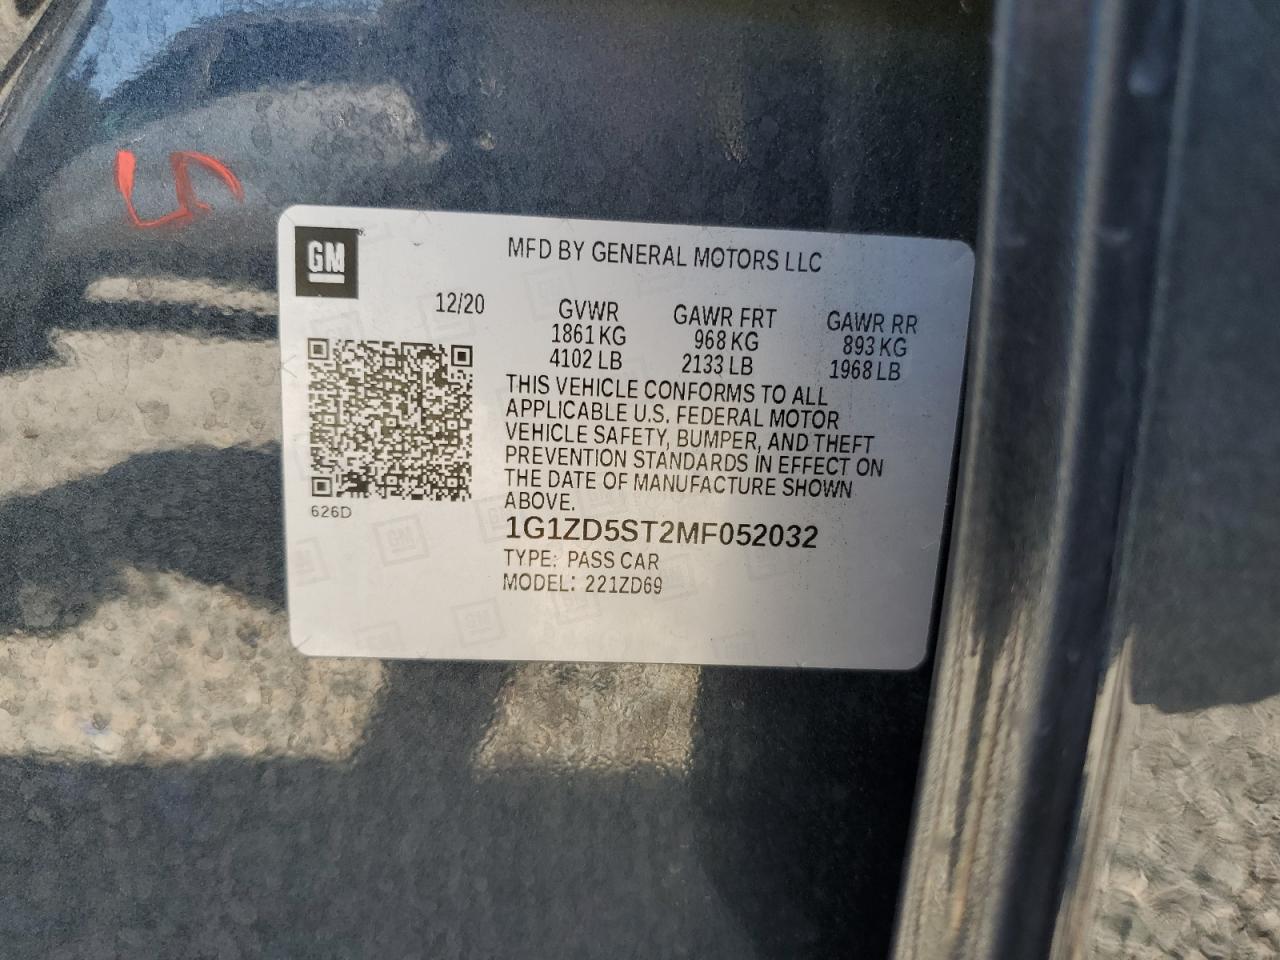 5
GM
MFD BY GENERAL MOTORS LLC
12/20 GVWR GAWR FRT GAWR RR
1861 KG 968 KG 893 KG
4102 LB 2133 LB 1968 LB
THIS VEHICLE CONFORMS TO ALL
APPLICABLE U.S. FEDERAL MOTOR
VEHICLE SAFETY, BUMPER, AND THEFT
PREVENTION STANDARDS IN EFFECT ON
THE DATE OF MANUFACTURE SHOWN
ABOVE.
626D
1G1ZD5ST2MF052032
TYPE: PASS CAR
MODEL: 221ZD69